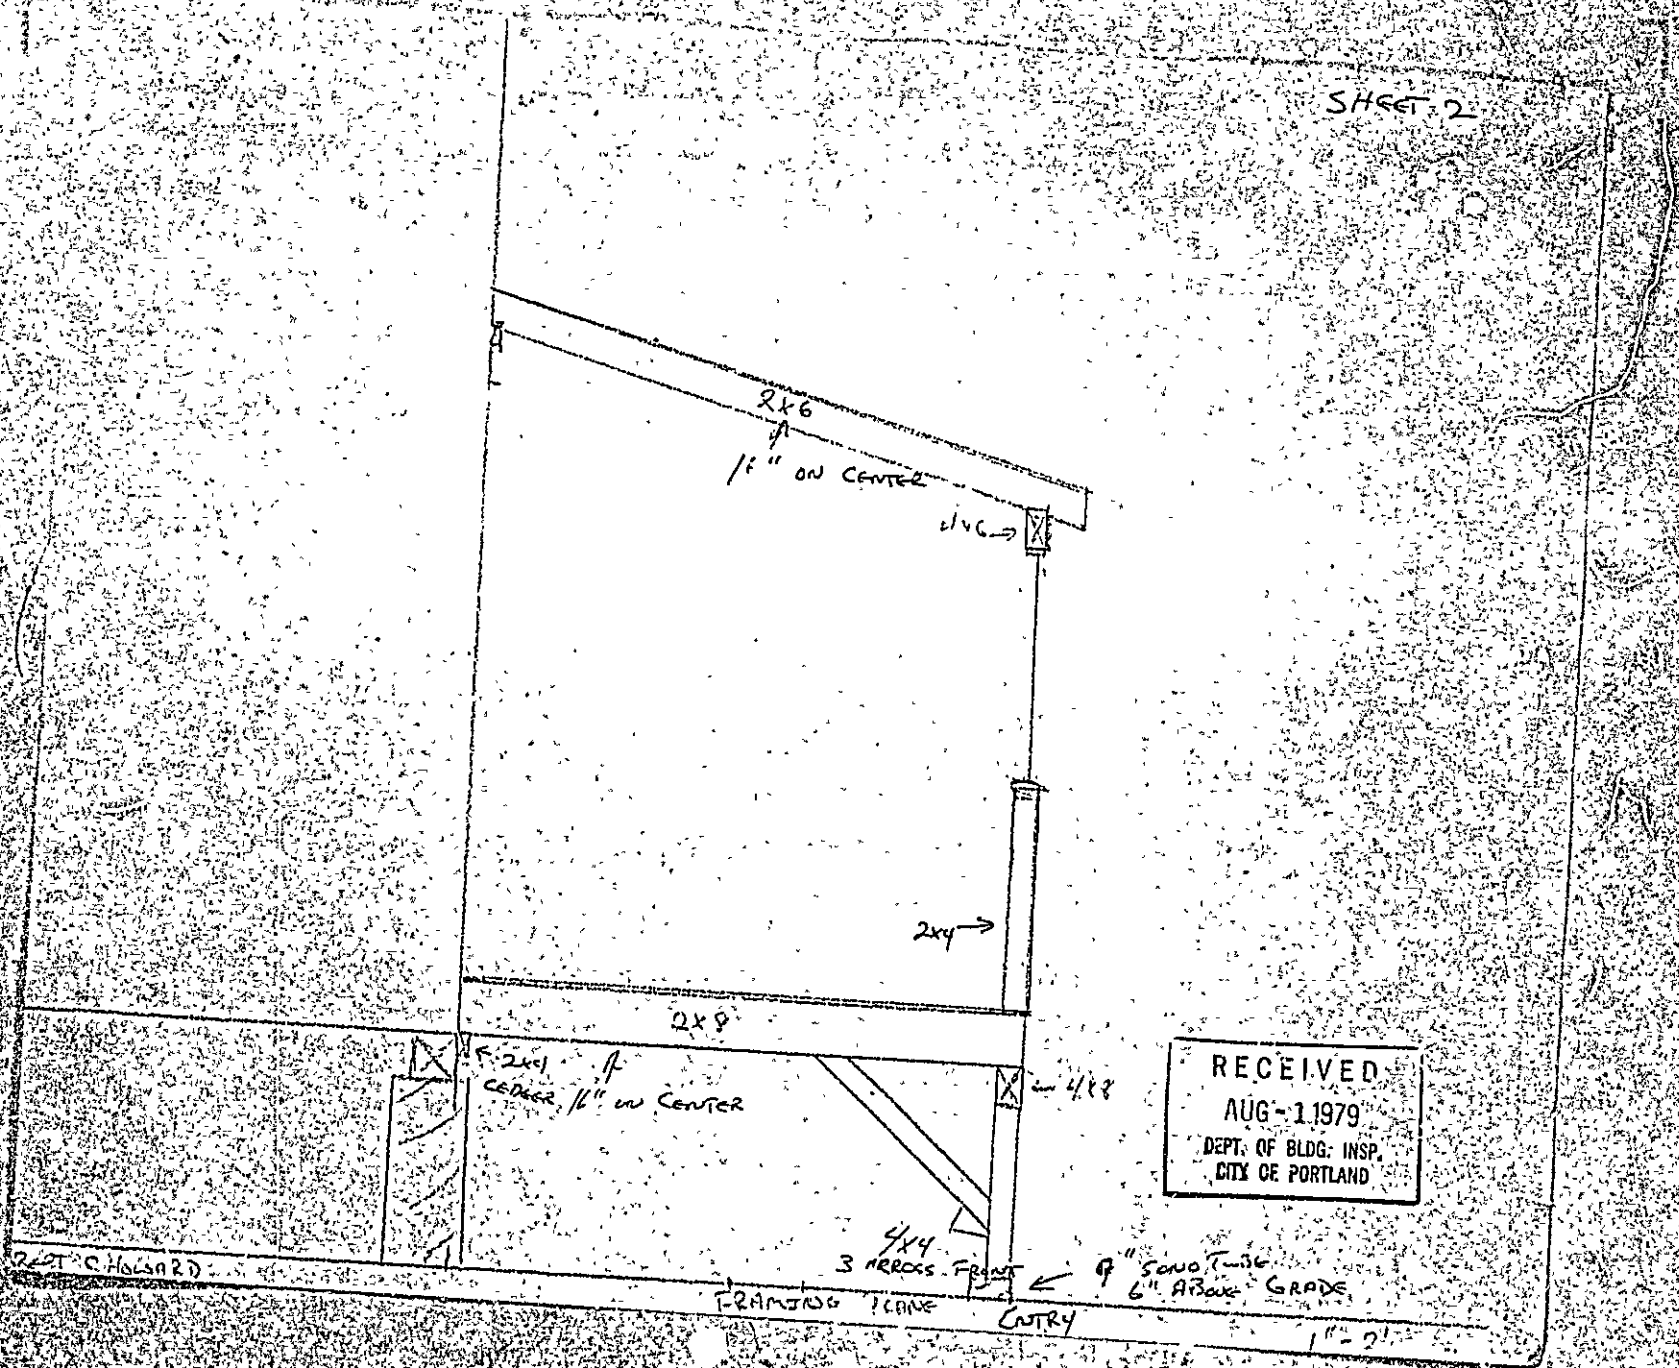 SHEET 2
2x6
16" ON CENTER
4x6
2x4
2x8
2x4
LEDGER 16" ON CENTER
4x8
RECEIVED
AUG - 1 1979
DEPT. OF BLDG. INSP.
CITY OF PORTLAND
4x4
3 ACROSS FRONT
SONO TUBE
6" ABOVE GRADE
C HOWARD
FRAMING PLANE
ENTRY
1" - 2'